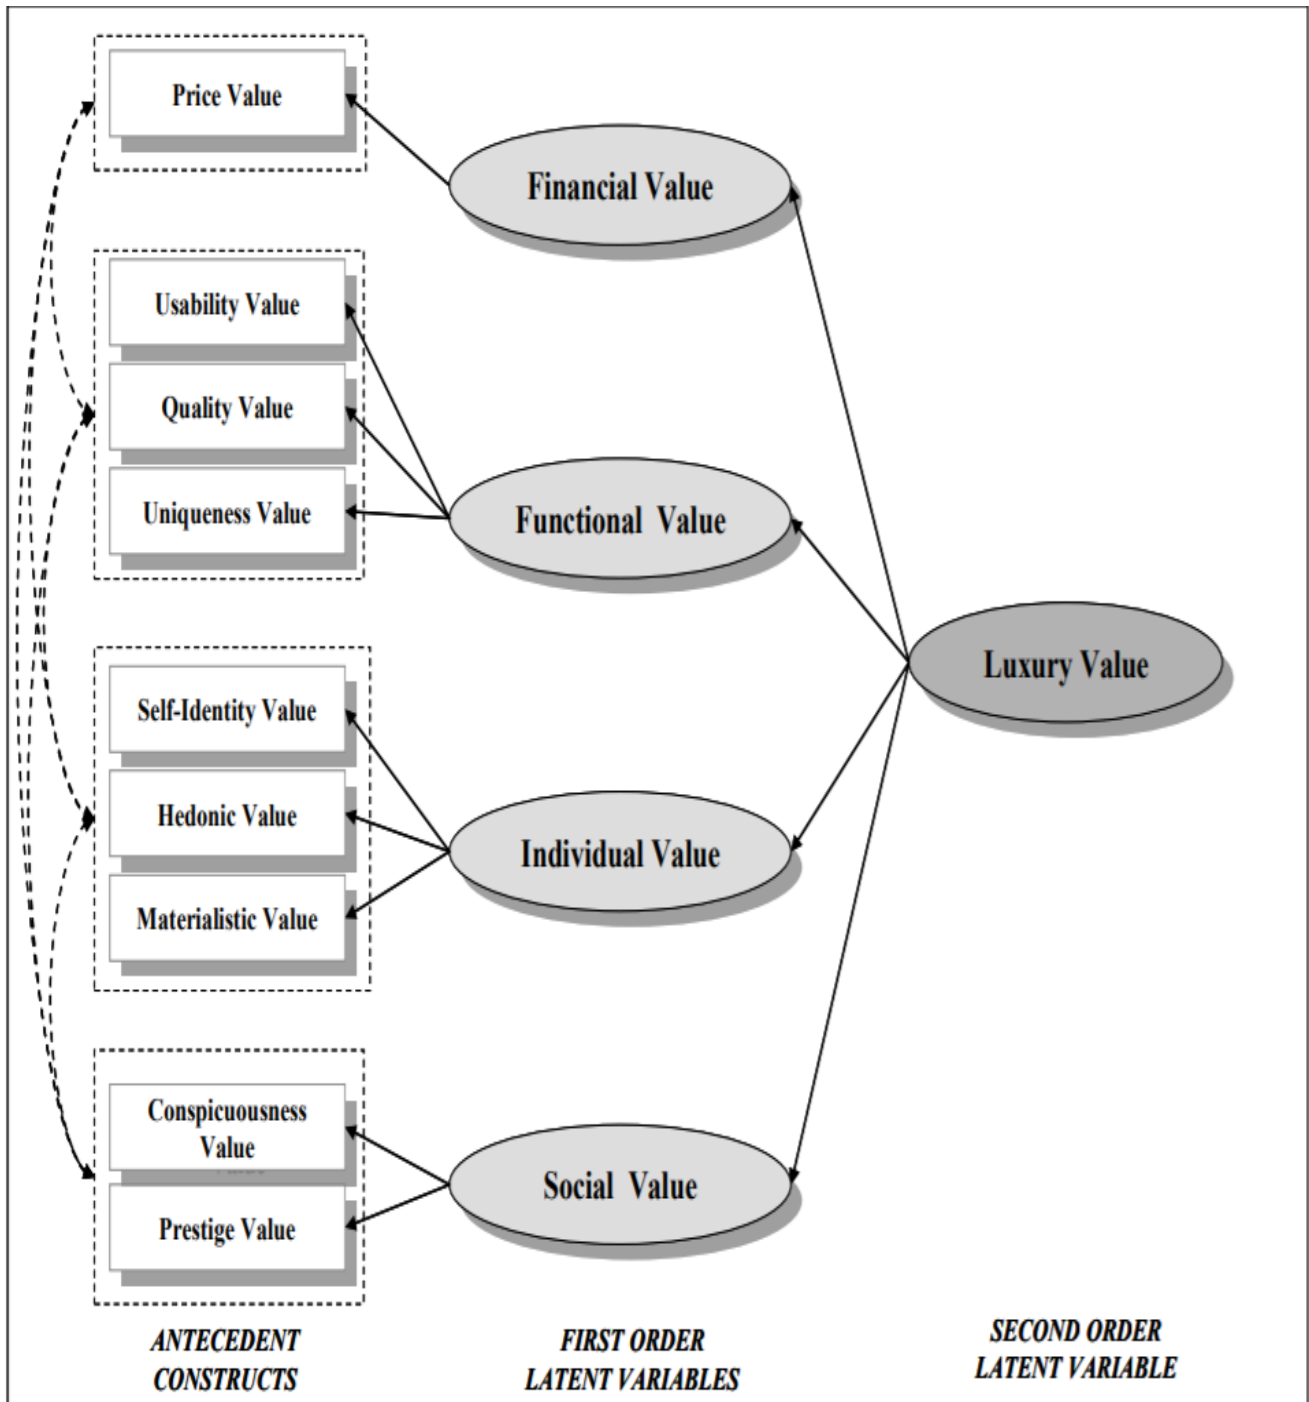 Price Value
Financial Value
Usability Value
Quality Value
Uniqueness Value
Functional Value
Luxury Value
Self-Identity Value
Hedonic Value
Materialistic Value
Individual Value
Conspicuousness
Value
Prestige Value
Social Value
ANTECEDENT
CONSTRUCTS
FIRST ORDER
LATENT VARIABLES
SECOND ORDER
LATENT VARIABLE